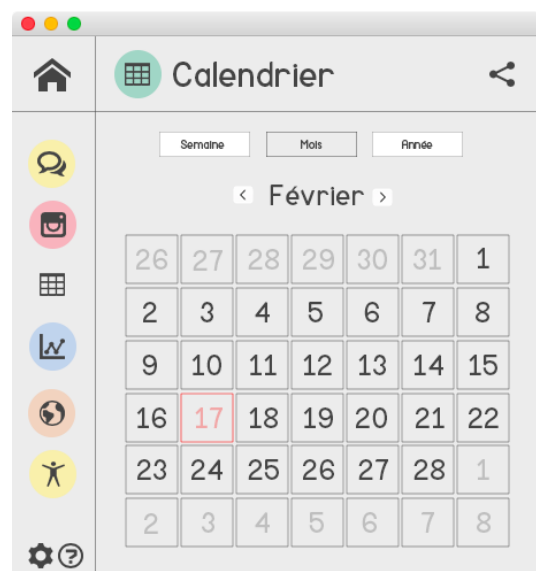 Calendrier
Semaine Mois Année
< Février >
26 27 28 29 30 31 1
2 3 4 5 6 7 8
9 10 11 12 13 14 15
16 17 18 19 20 21 22
23 24 25 26 27 28 1
2 3 4 5 6 7 8
?